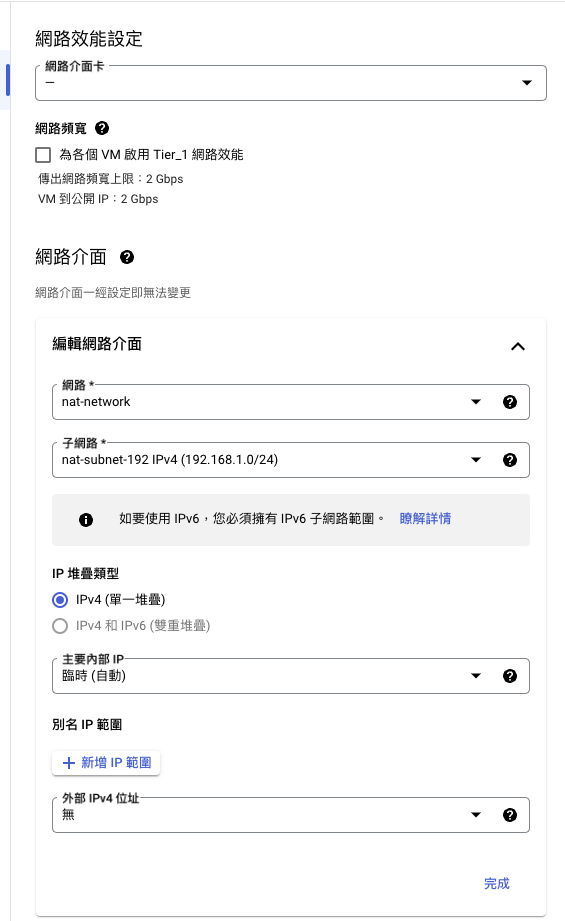 網路效能設定
網路介面卡
—
網路頻寬
為各個 VM 啟用 Tier_1 網路效能
傳出網路頻寬上限：2 Gbps
VM 到公開 IP：2 Gbps
網路介面
網路介面一經設定即無法變更
編輯網路介面
網路 *
nat-network
子網路 *
nat-subnet-192 IPv4 (192.168.1.0/24)
如要使用 IPv6，您必須擁有 IPv6 子網路範圍。 瞭解詳情
IP 堆疊類型
IPv4 (單一堆疊)
IPv4 和 IPv6 (雙重堆疊)
主要內部 IP
臨時 (自動)
別名 IP 範圍
新增 IP 範圍
外部 IPv4 位址
無
完成